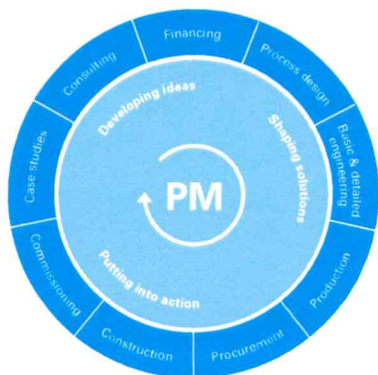 Financing
Process design
Basic & detailed
engineering
Production
Procurement
Construction
Commissioning
Case studies
Consulting
Developing ideas
Shaping solutions
Putting into action
PM